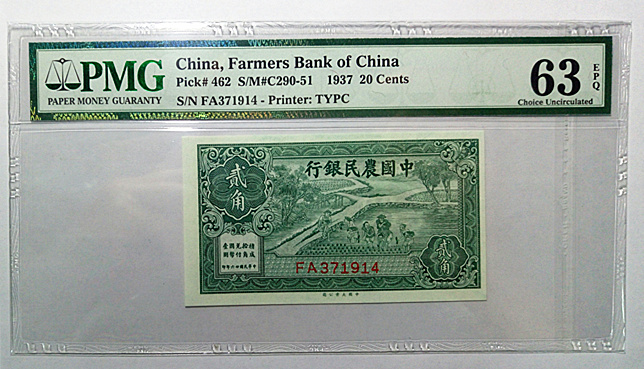 PMG
PAPER MONEY GUARANTY
China, Farmers Bank of China
Pick# 462 S/M#C290-51 1937 20 Cents
S/N FA371914 - Printer: TYPC
63
EPQ
Choice Uncirculated
行銀民農國中
貳角
FA371914
貳角